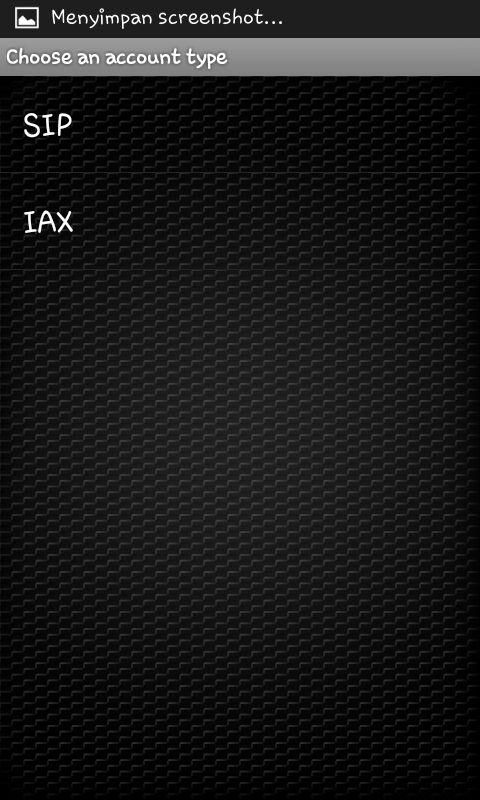 Menyimpan screenshot...
Choose an account type
SIP
IAX